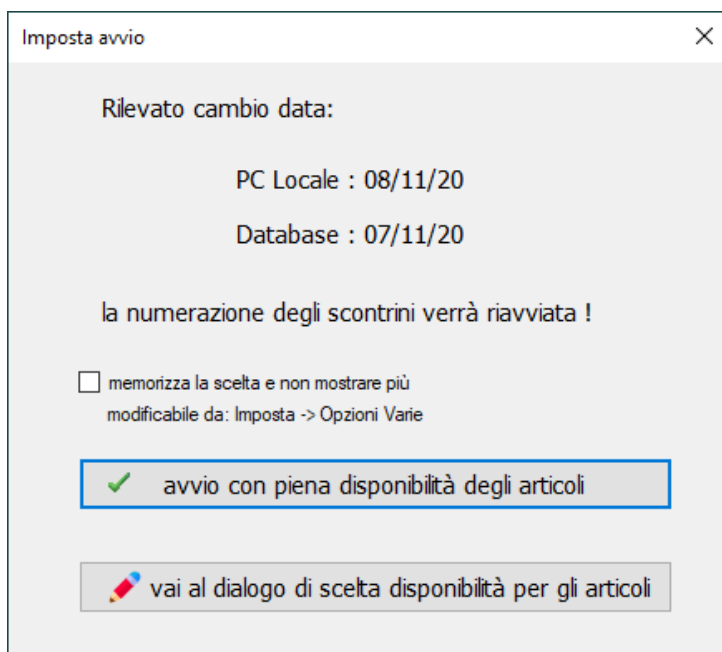 Imposta avvio
Rilevato cambio data:
PC Locale : 08/11/20
Database : 07/11/20
la numerazione degli scontrini verrà riavviata !
memorizza la scelta e non mostrare più
modificabile da: Imposta -> Opzioni Varie
avvio con piena disponibilità degli articoli
vai al dialogo di scelta disponibilità per gli articoli